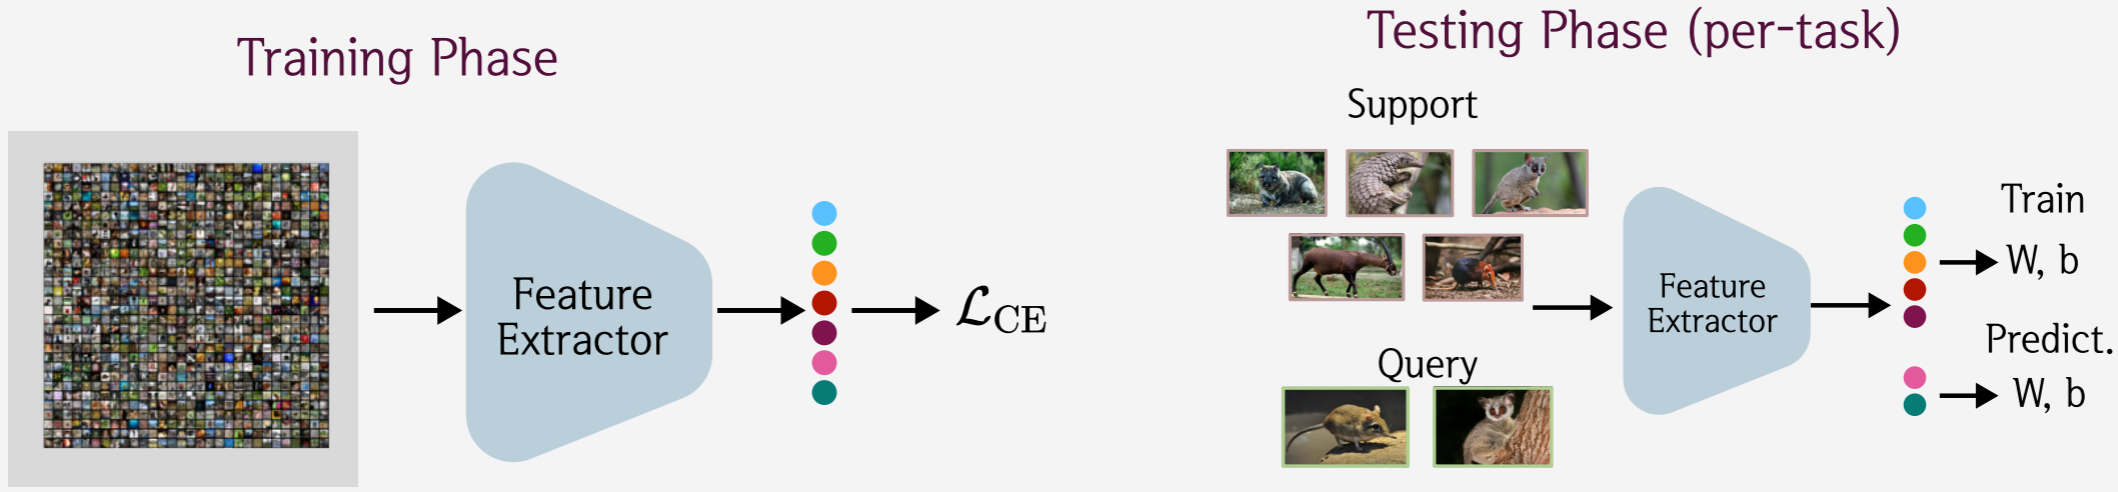 Training Phase
Feature
Extractor
ℒCE
Testing Phase (per-task)
Support
Query
Feature
Extractor
Train
W, b
Predict.
W, b